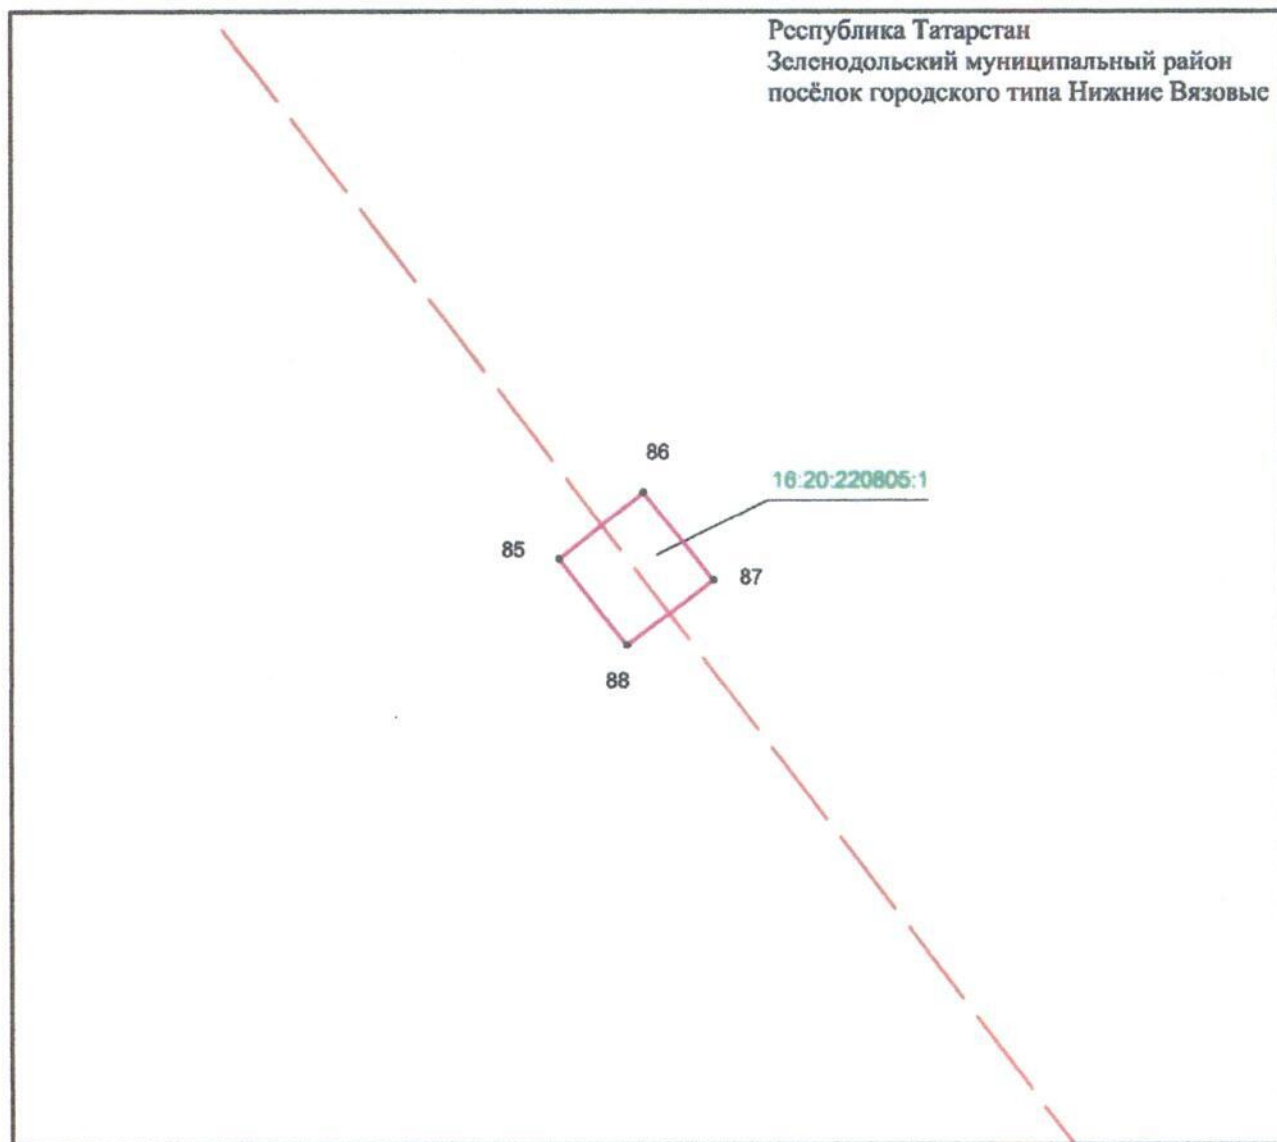 Республика Татарстан
Зеленодольский муниципальный район
посёлок городского типа Нижние Вязовые
86
16:20:220805:1
85
87
88